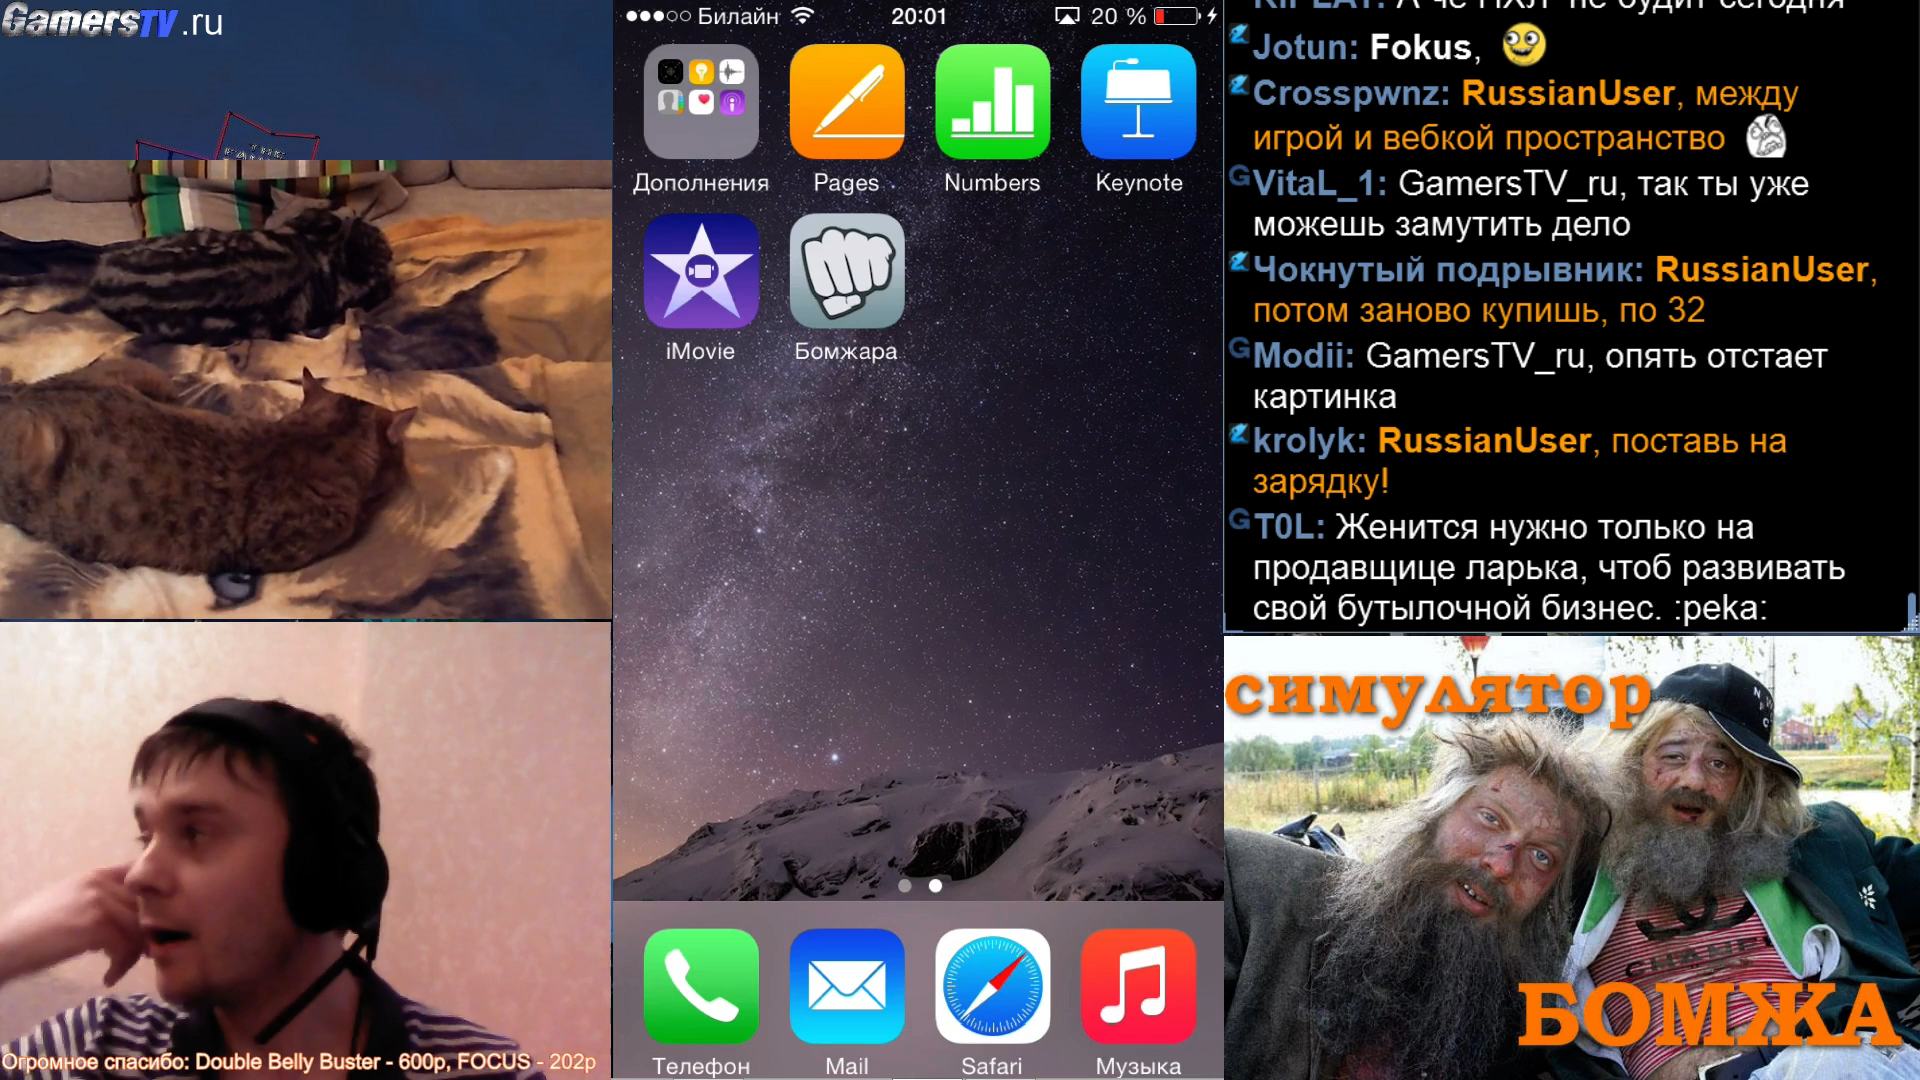 GamersTV.ru
Огромное спасибо: Double Belly Buster - 600р, FOCUS - 202р
Билайн
20:01
20 %
Дополнения
Pages
Numbers
Keynote
iMovie
Бомжара
Телефон
Mail
Safari
Музыка
Jotun: Fokus,
Crosspwnz: RussianUser, между
игрой и вебкой пространство
VitaL_1: GamersTV_ru, так ты уже
можешь замутить дело
Чокнутый подрывник: RussianUser,
потом заново купишь, по 32
Modii: GamersTV_ru, опять отстает
картинка
krolyk: RussianUser, поставь на
зарядку!
T0L: Женится нужно только на
продавщице ларька, чтоб развивать
свой бутылочной бизнес. :peka:
симулятор
БОМЖА